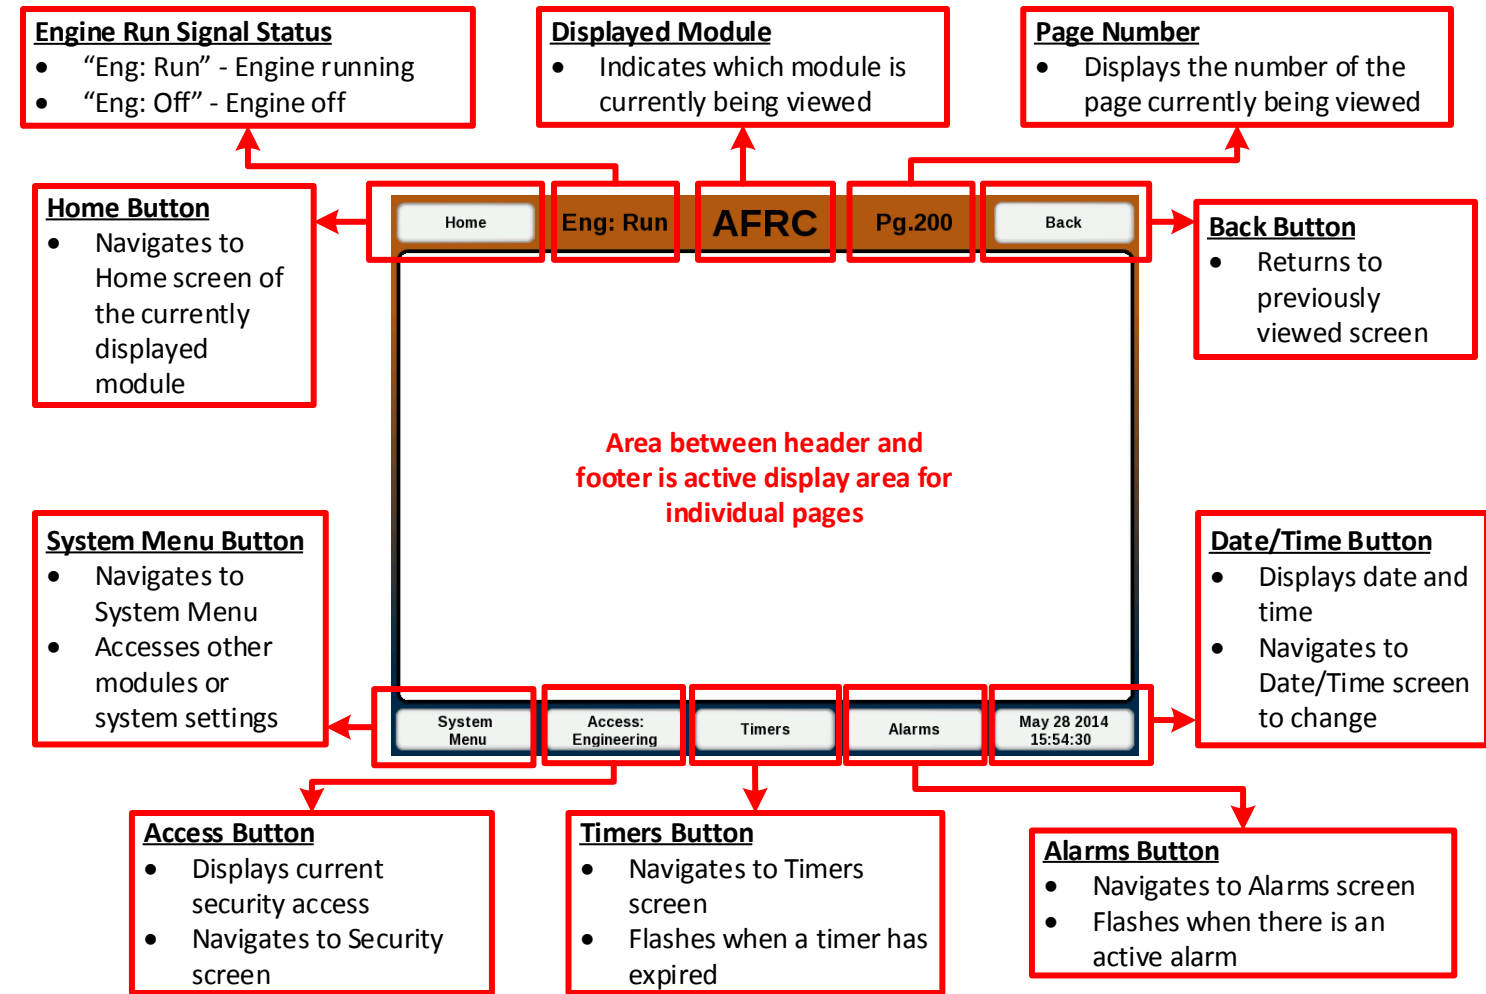 Engine Run Signal Status
• “Eng: Run” - Engine running
• “Eng: Off” - Engine off
Displayed Module
• Indicates which module is
currently being viewed
Page Number
• Displays the number of the
page currently being viewed
Home Button
• Navigates to
Home screen of
the currently
displayed
module
Home
Eng: Run
AFRC
Pg.200
Back
Back Button
• Returns to
previously
viewed screen
Area between header and
footer is active display area for
individual pages
System Menu Button
• Navigates to
System Menu
• Accesses other
modules or
system settings
Date/Time Button
• Displays date and
time
• Navigates to
Date/Time screen
to change
System
Menu
Access:
Engineering
Timers
Alarms
May 28 2014
15:54:30
Access Button
• Displays current
security access
• Navigates to Security
screen
Timers Button
• Navigates to Timers
screen
• Flashes when a timer has
expired
Alarms Button
• Navigates to Alarms screen
• Flashes when there is an
active alarm